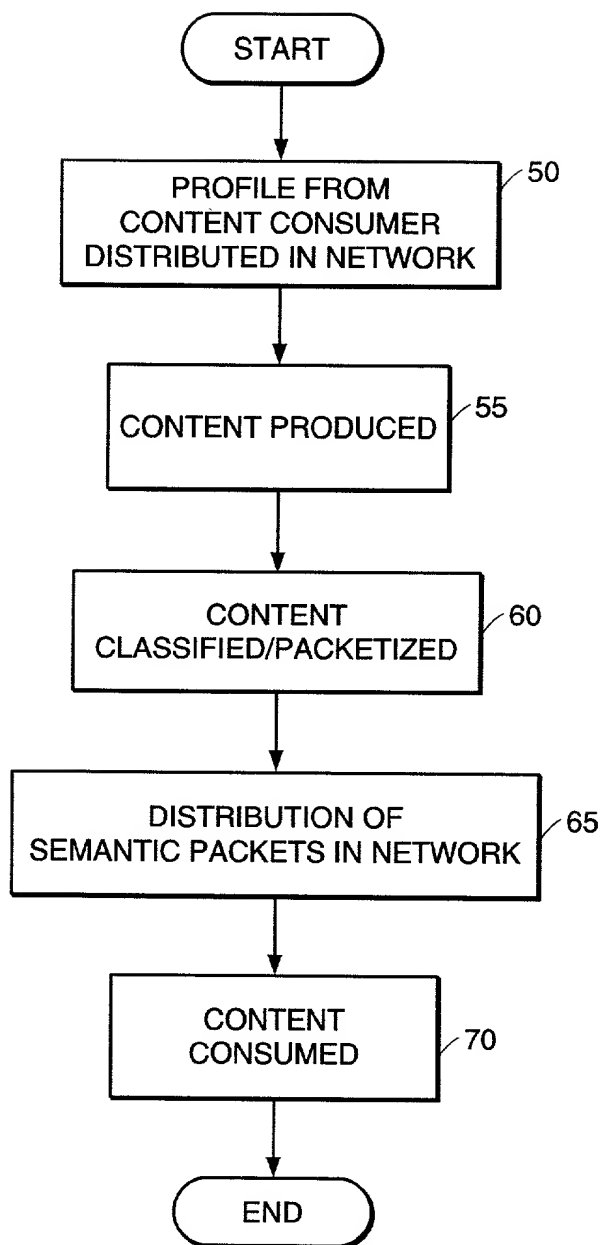 START
PROFILE FROM
CONTENT CONSUMER
DISTRIBUTED IN NETWORK
50
CONTENT PRODUCED
55
CONTENT
CLASSIFIED/PACKETIZED
60
DISTRIBUTION OF
SEMANTIC PACKETS IN NETWORK
65
CONTENT
CONSUMED
70
END